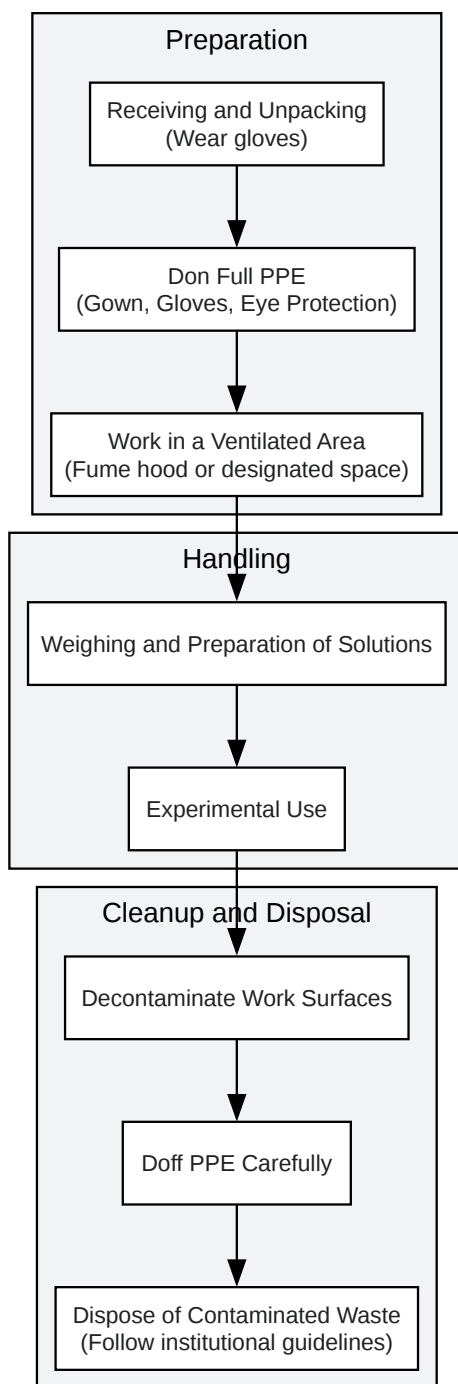 Preparation
Receiving and Unpacking
(Wear gloves)
Don Full PPE
(Gown, Gloves, Eye Protection)
Work in a Ventilated Area
(Fume hood or designated space)
Handling
Weighing and Preparation of Solutions
Experimental Use
Cleanup and Disposal
Decontaminate Work Surfaces
Doff PPE Carefully
Dispose of Contaminated Waste
(Follow institutional guidelines)